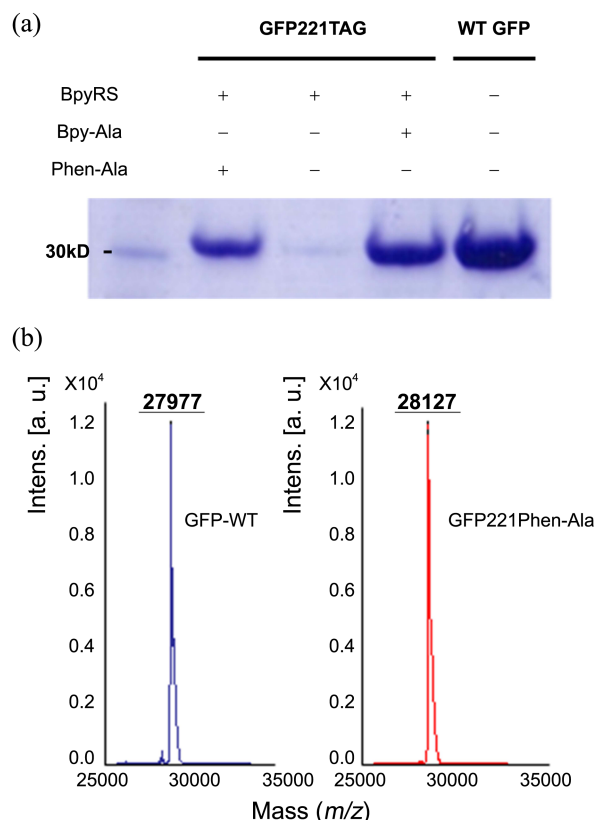 (a)
GFP221TAG WT GFP
BpyRS + + + –
Bpy-Ala – – + –
Phen-Ala + – – –
30kD
(b)
X10⁴ X10⁴
27977 28127
Intens. [a. u.] Intens. [a. u.]
1.2 1.2
1.0 1.0
GFP-WT GFP221Phen-Ala
0.8 0.8
0.6 0.6
0.4 0.4
0.2 0.2
0.0 0.0
25000 30000 35000 25000 30000 35000
Mass (m/z)